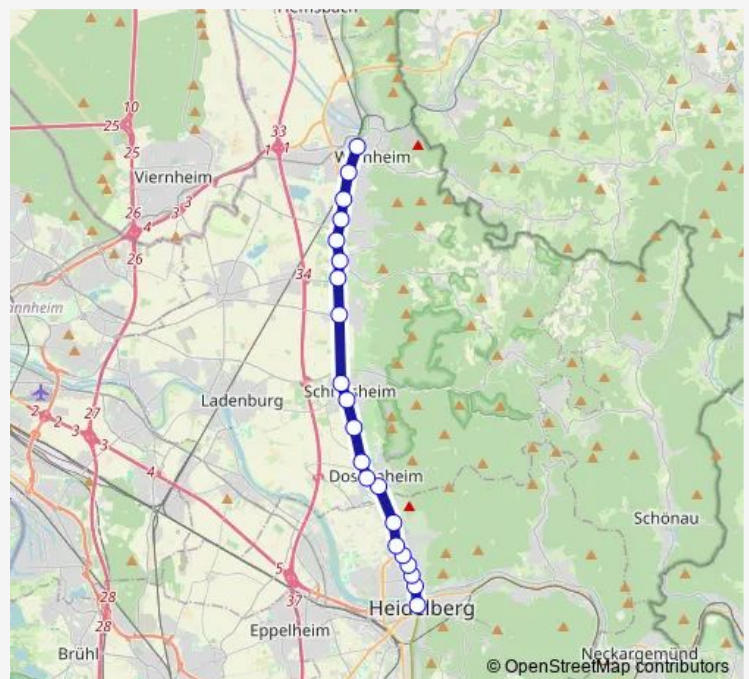 Hemsbach
10
25
25
33
1
1
Weinheim
Viernheim
3
3
4
26
26
34
annheim
Schriesheim
Ladenburg
2
2
27
3
3
4
Dossenheim
Schönau
5
37
28
28
Heidelberg
Eppelheim
Brühl
Neckargemünd
© OpenStreetMap contributors